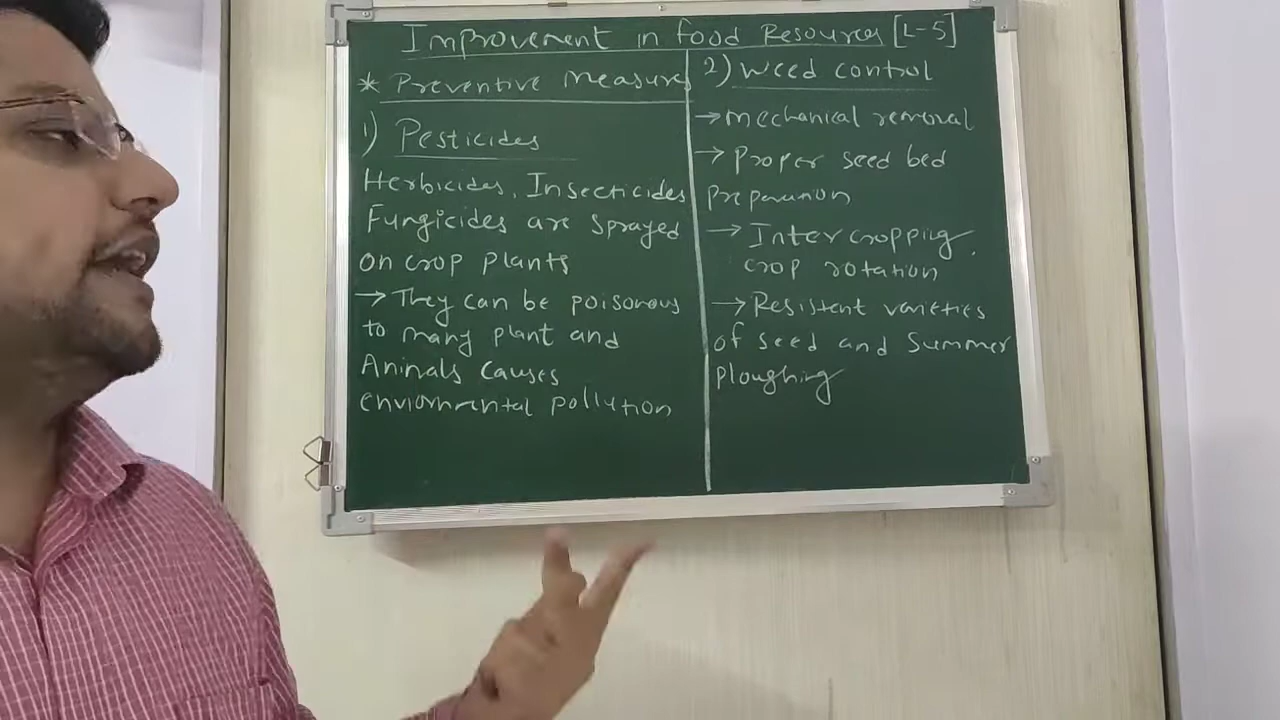 Improvement in food Resources [L-5]
* Preventive Measures
1) Pesticides
Herbicides, Insecticides
Fungicides are sprayed
on crop plants
→ They can be poisonous
to many plant and
Animals causes
enviornmental pollution
2) Weed control
→ Mechanical removal
→ Proper seed bed
preparation
→ Inter cropping,
crop rotation
→ Resistent varieties
of seed and summer
ploughing